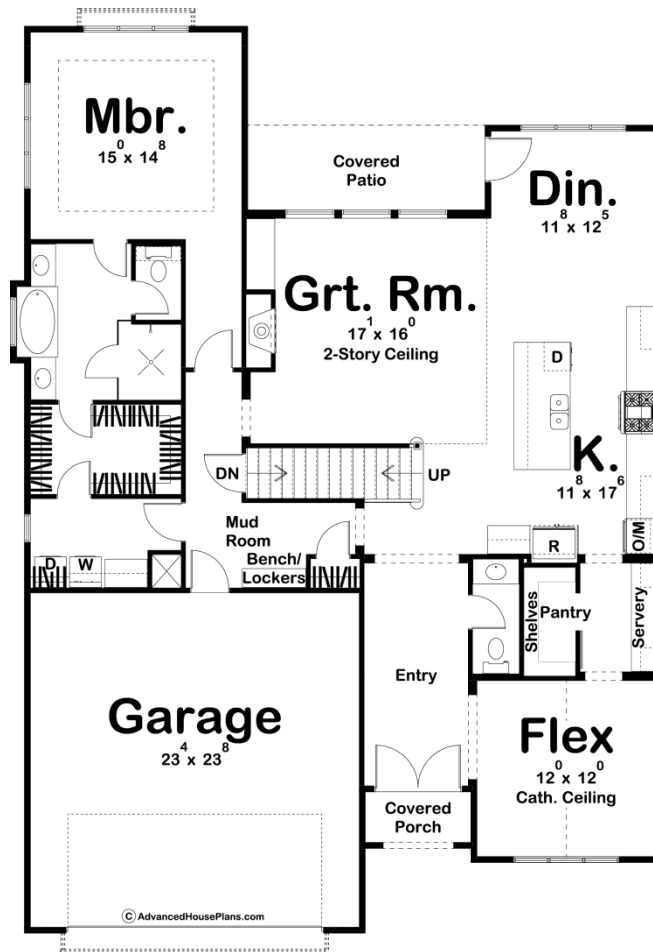 Mbr.
15⁰ x 14⁸
Covered
Patio
Din.
11⁸ x 12⁵
Grt. Rm.
17¹ x 16⁰
2-Story Ceiling
D
K.
11⁸ x 17⁶
DN
UP
Mud
Room
Bench/
Lockers
D
W
R
O/M
Shelves
Pantry
Servery
Entry
Garage
23⁴ x 23⁸
Flex
12⁰ x 12⁰
Cath. Ceiling
Covered
Porch
© AdvancedHousePlans.com